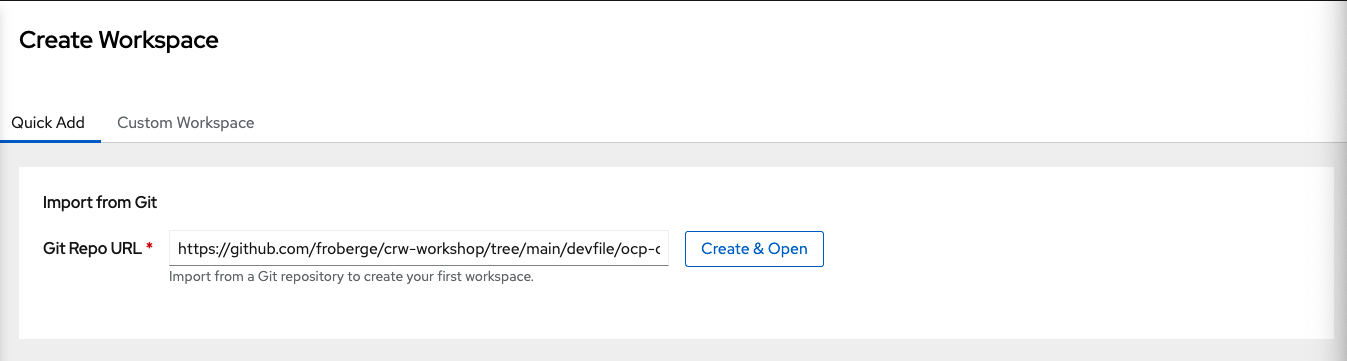 Create Workspace
Quick Add Custom Workspace
Import from Git
Git Repo URL * https://github.com/froberge/crw-workshop/tree/main/devfile/ocp-c Create & Open
Import from a Git repository to create your first workspace.